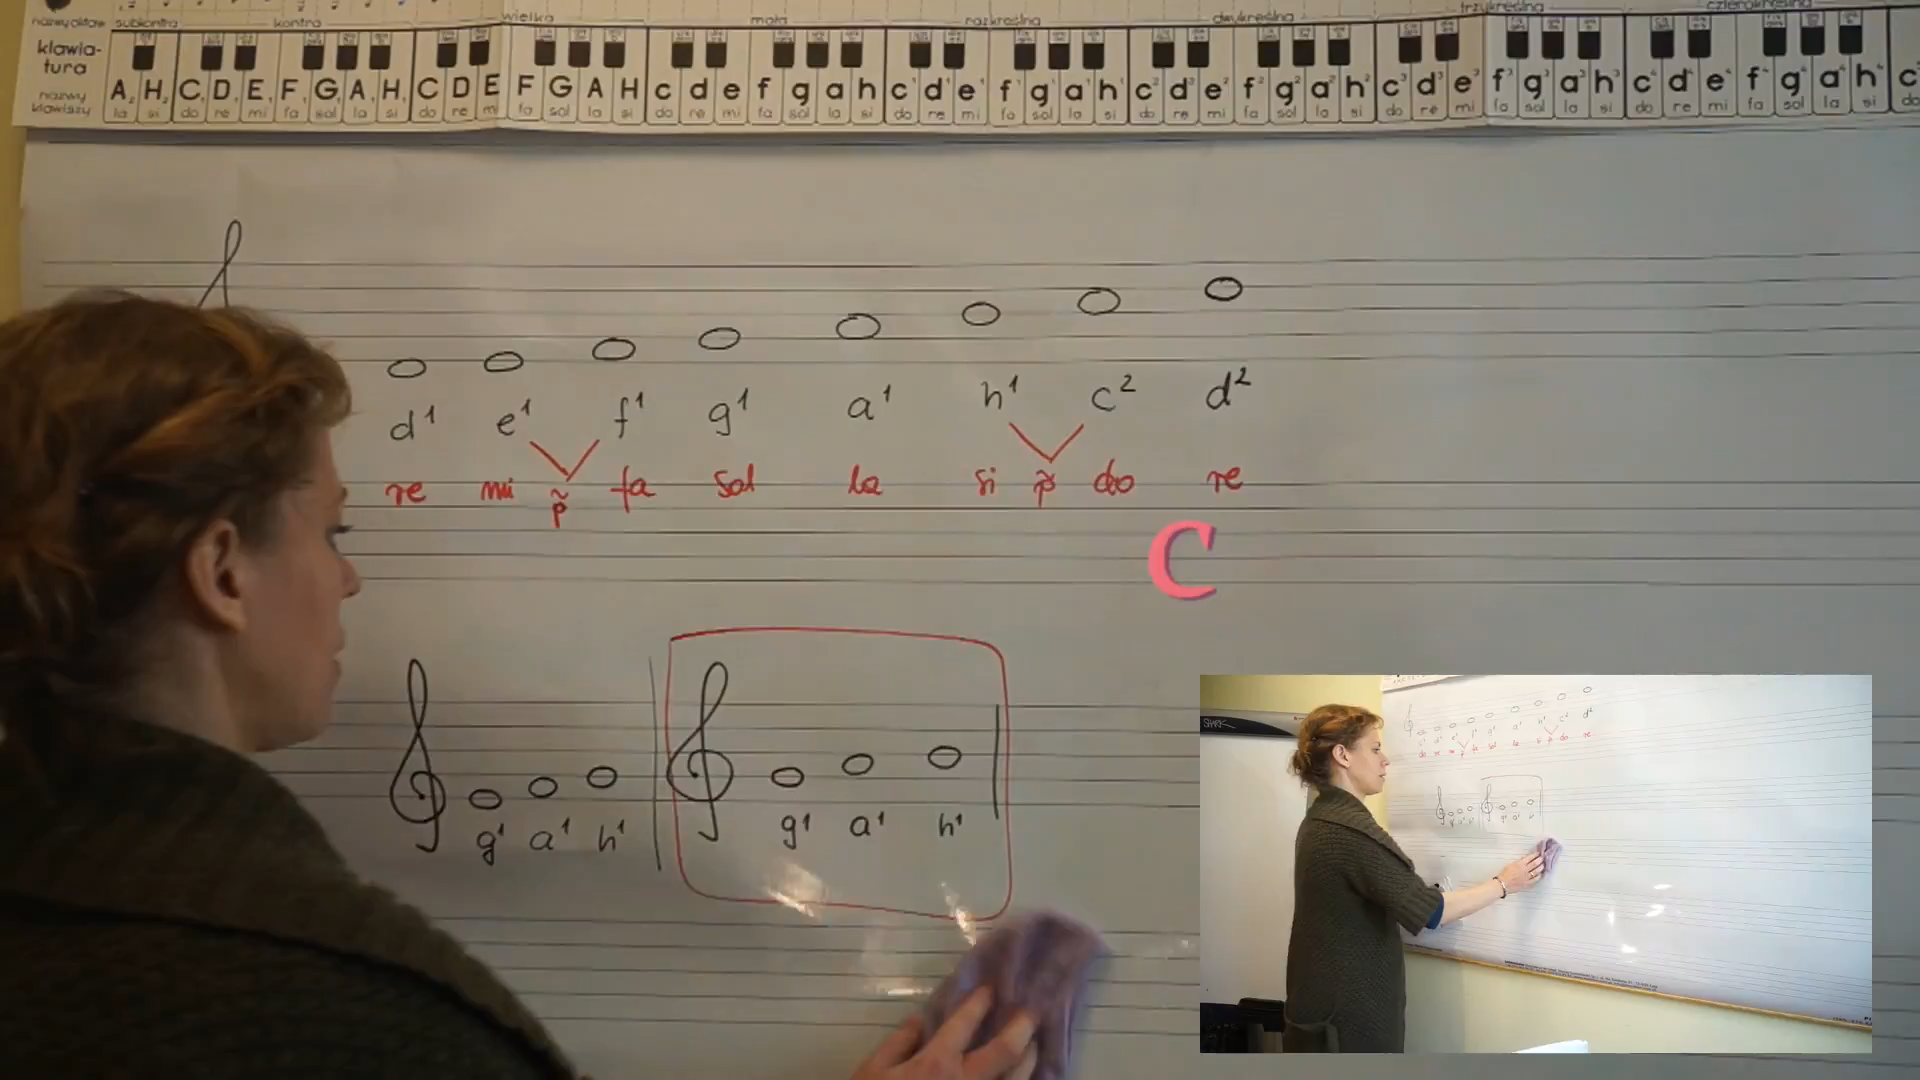 nazwy oktaw subkontra kontra wielka mała razkreślna dwukreślna trzykreślna czterokreślna
klawia-
tura
nazwy
klawiszy
A₂ H₂ C₁ D₁ E₁ F₁ G₁ A₁ H₁ C D E F G A H c d e f g a h c¹ d¹ e¹ f¹ g¹ a¹ h¹ c² d² e² f² g² a² h² c³ d³ e³ f³ g³ a³ h³ c⁴ d⁴ e⁴ f⁴ g⁴ a⁴ h⁴ c⁵
la si do re mi fa sol la si do re mi fa sol la si do re mi fa sol la si do re mi fa sol la si do re mi fa sol la si do re mi fa sol la si do re mi fa sol la si do
d¹ e¹ f¹ g¹ a¹ h¹ c² d²
re mi p̃ fa sol la si p̃ do re
C
g¹ a¹ h¹ g¹ a¹ h¹